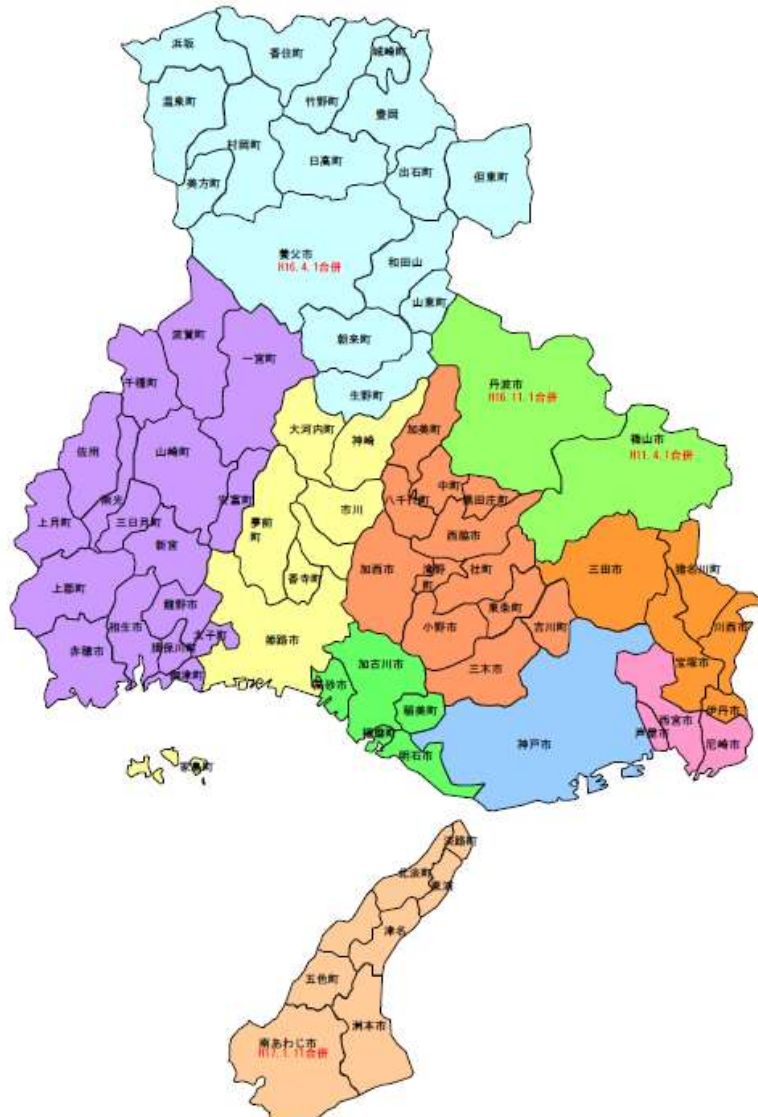 浜坂
香住町
城崎町
温泉町
竹野町
豊岡
村岡町
日高町
出石町
但東町
美方町
養父市
H16.4.1合併
和田山
山東町
朝来町
生野町
波賀町
一宮町
千種町
丹波市
H16.11.1合併
篠山市
H11.4.1合併
大河内町
神崎
加美町
佐用
山崎町
中町
八千代町
黒田庄町
安富町
南光
上月町
三日月町
夢前
町
市川
西脇市
新宮
香寺町
加西市
滝野
町
社町
三田市
猪名川町
上郡町
龍野市
東条町
相生市
太子町
姫路市
小野市
吉川町
川西市
赤穂市
揖保川町
御津町
加古川市
三木市
宝塚市
高砂市
稲美町
伊丹市
播磨町
神戸市
芦屋市
西宮市
尼崎市
明石市
家島町
淡路町
北淡町
東浦
津名
五色町
洲本市
南あわじ市
H17.1.11合併